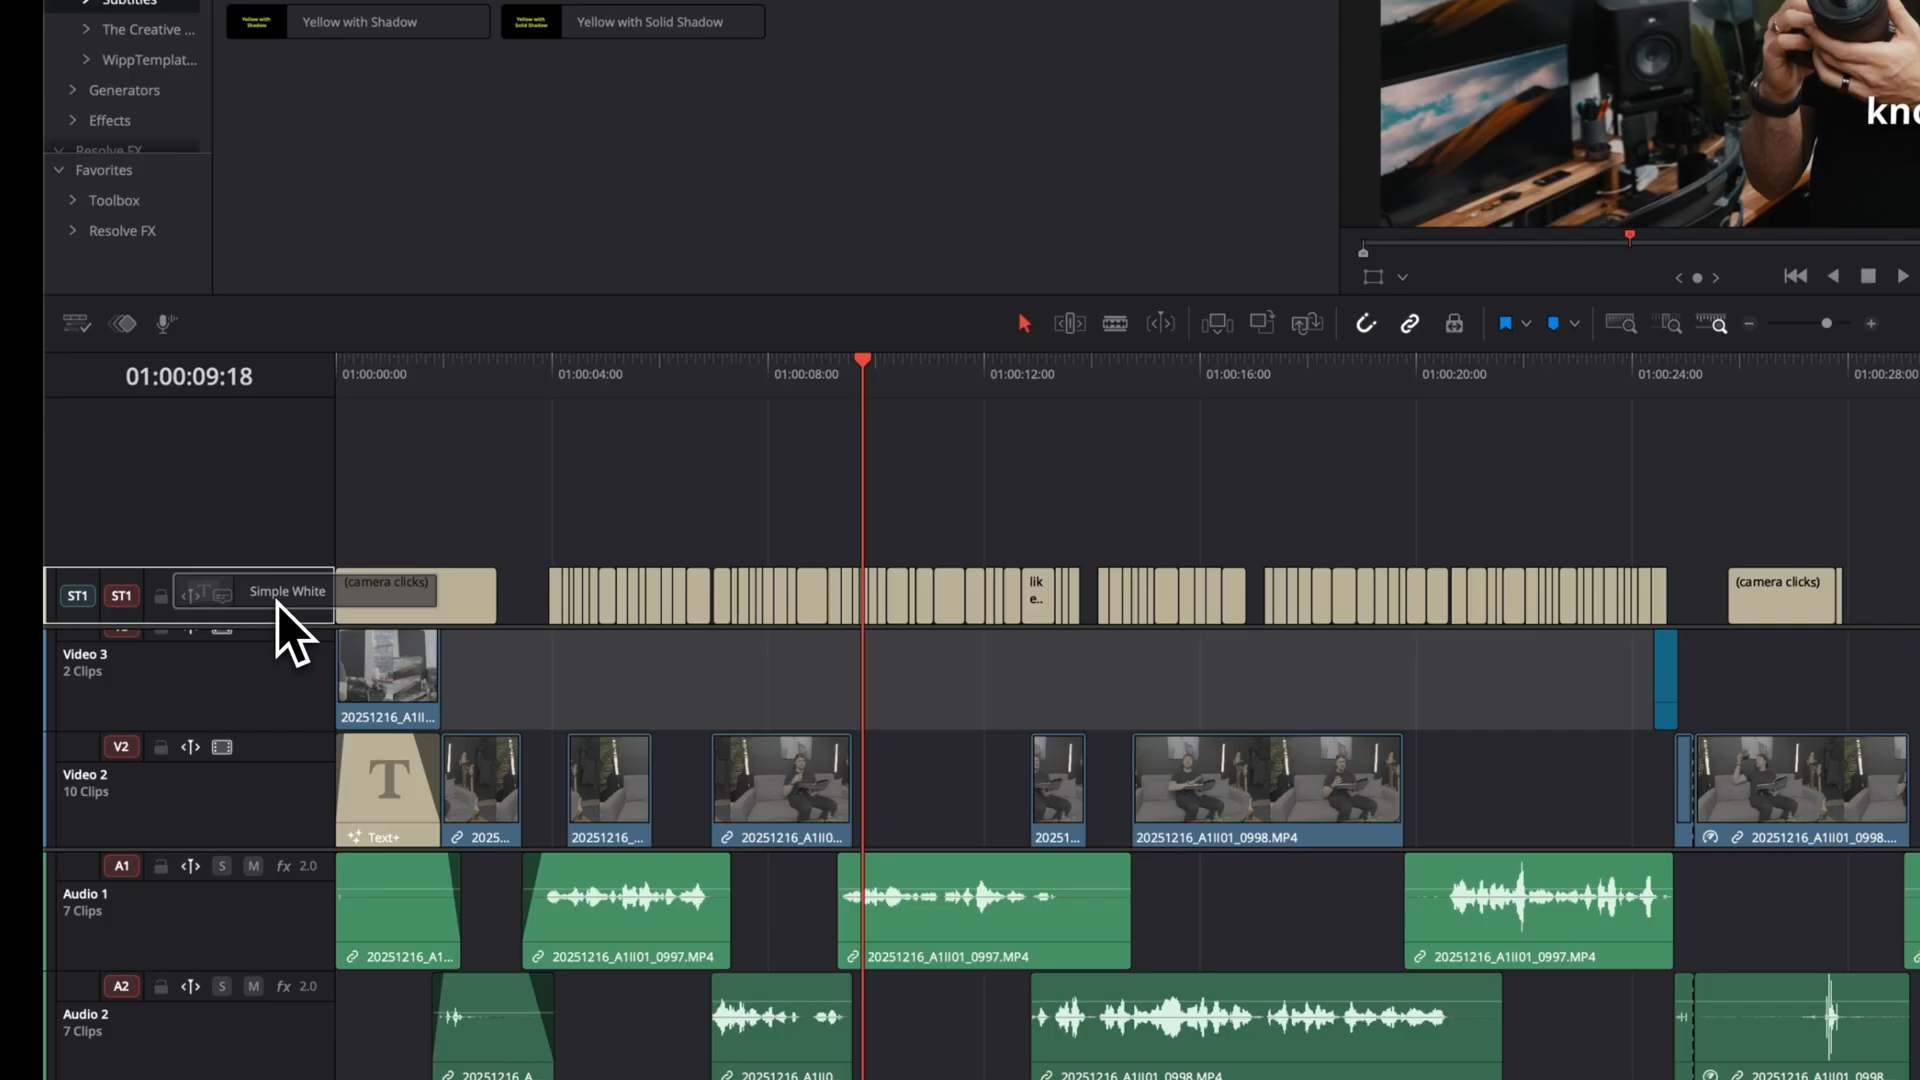 Subtitles
The Creative ...
WippTemplat...
Generators
Effects
Resolve FX
Favorites
Toolbox
Resolve FX
Yellow with Shadow
Yellow with Shadow
Yellow with Solid Shadow
Yellow with Solid Shadow
kno
01:00:09:18
01:00:00:00
01:00:04:00
01:00:08:00
01:00:12:00
01:00:16:00
01:00:20:00
01:00:24:00
01:00:28:00
ST1
ST1
Simple White
(camera clicks)
lik
e..
(camera clicks)
Video 3
2 Clips
20251216_A1II...
V2
Video 2
10 Clips
T
Text+
2025...
20251216_...
20251216_A1II0...
20251...
20251216_A1II01_0998.MP4
20251216_A1II01_0998....
A1
S
M
fx
2.0
Audio 1
7 Clips
20251216_A1...
20251216_A1II01_0997.MP4
20251216_A1II01_0997.MP4
20251216_A1II01_0997.MP4
A2
S
M
fx
2.0
Audio 2
7 Clips
20251216_A...
20251216_A1II0...
20251216_A1II01_0998.MP4
20251216_A1II01_0998...